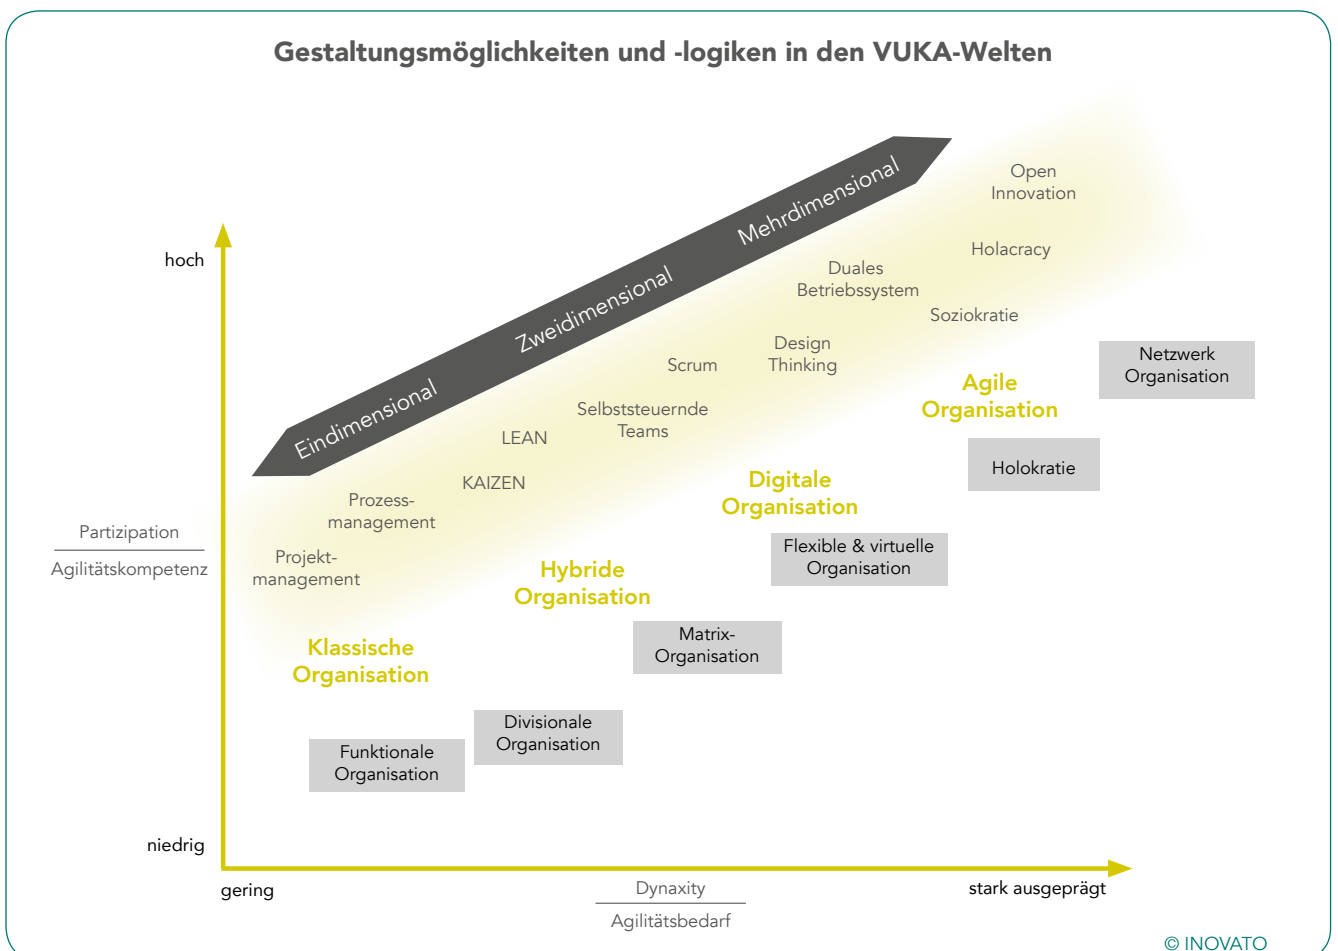 Gestaltungsmöglichkeiten und -logiken in den VUKA-Welten
Open
Innovation
Mehrdimensional
Holacracy
hoch
Duales
Betriebssystem
Zweidimensional
Soziokratie
Design
Thinking
Scrum
Netzwerk
Organisation
Agile
Organisation
Eindimensional
Selbststeuernde
Teams
LEAN
Holokratie
KAIZEN
Digitale
Organisation
Prozess-
management
Partizipation
Agilitätskompetenz
Projekt-
management
Flexible & virtuelle
Organisation
Hybride
Organisation
Matrix-
Organisation
Klassische
Organisation
Divisionale
Organisation
Funktionale
Organisation
niedrig
gering
Dynaxity
Agilitätsbedarf
stark ausgeprägt
© INOVATO